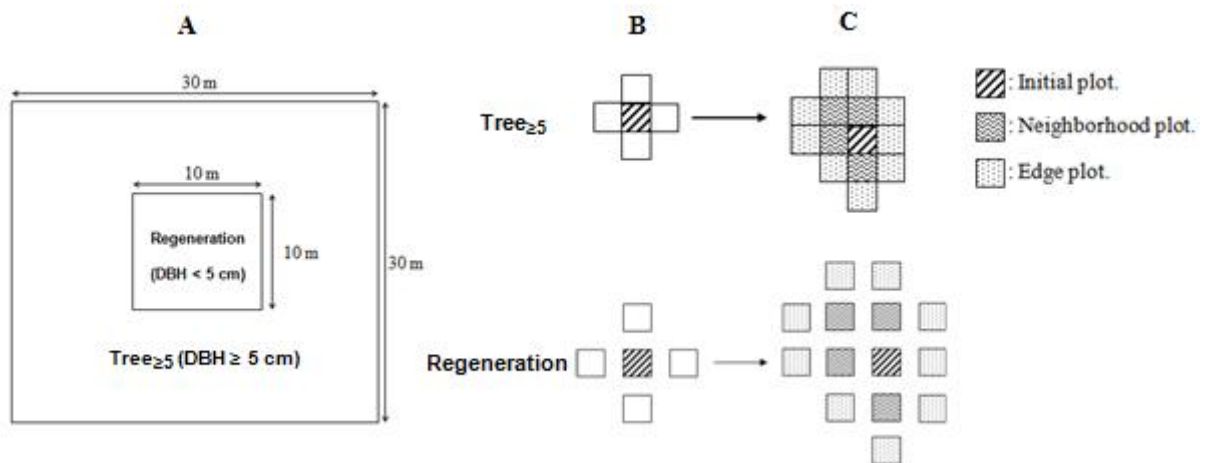 A
B
C
30 m
10 m
Regeneration
(DBH < 5 cm)
10 m
30 m
Tree≥5 (DBH ≥ 5 cm)
Tree≥5
: Initial plot.
: Neighborhood plot.
: Edge plot.
Regeneration